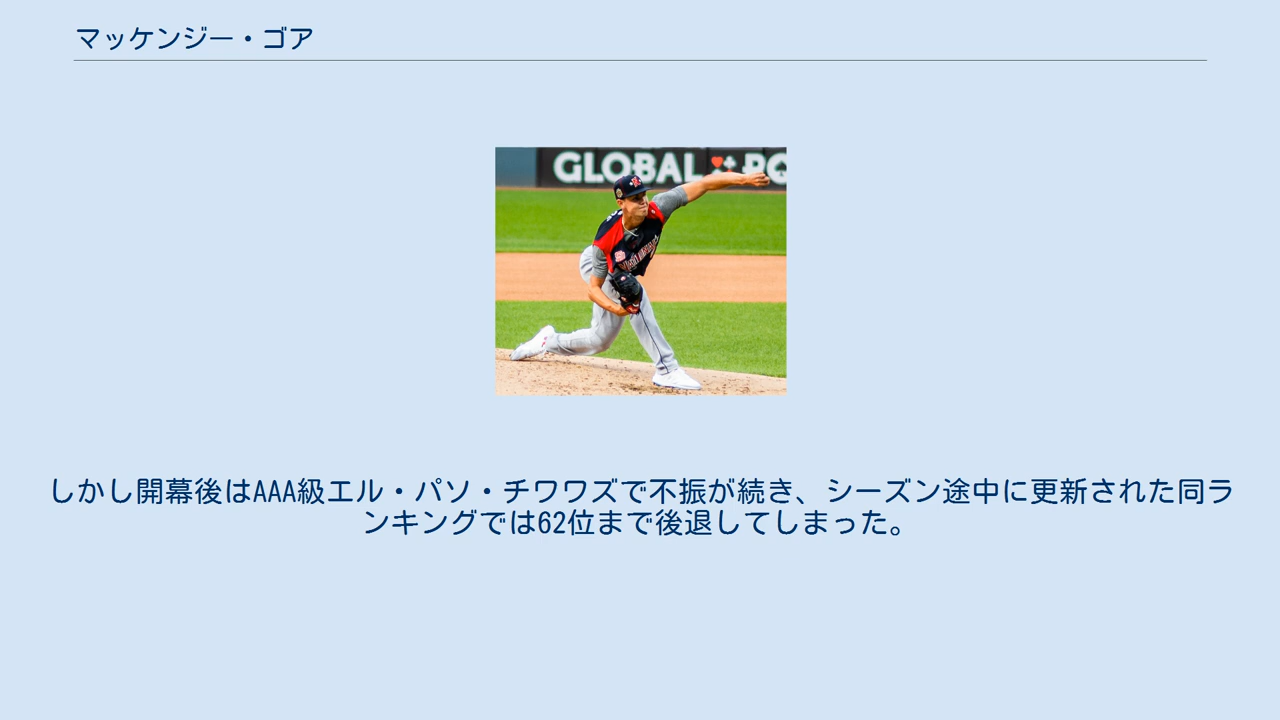 マッケンジー・ゴア
GLOBAL
しかし開幕後はAAA級エル・パソ・チワワズで不振が続き、シーズン途中に更新された同ラ
ンキングでは62位まで後退してしまった。